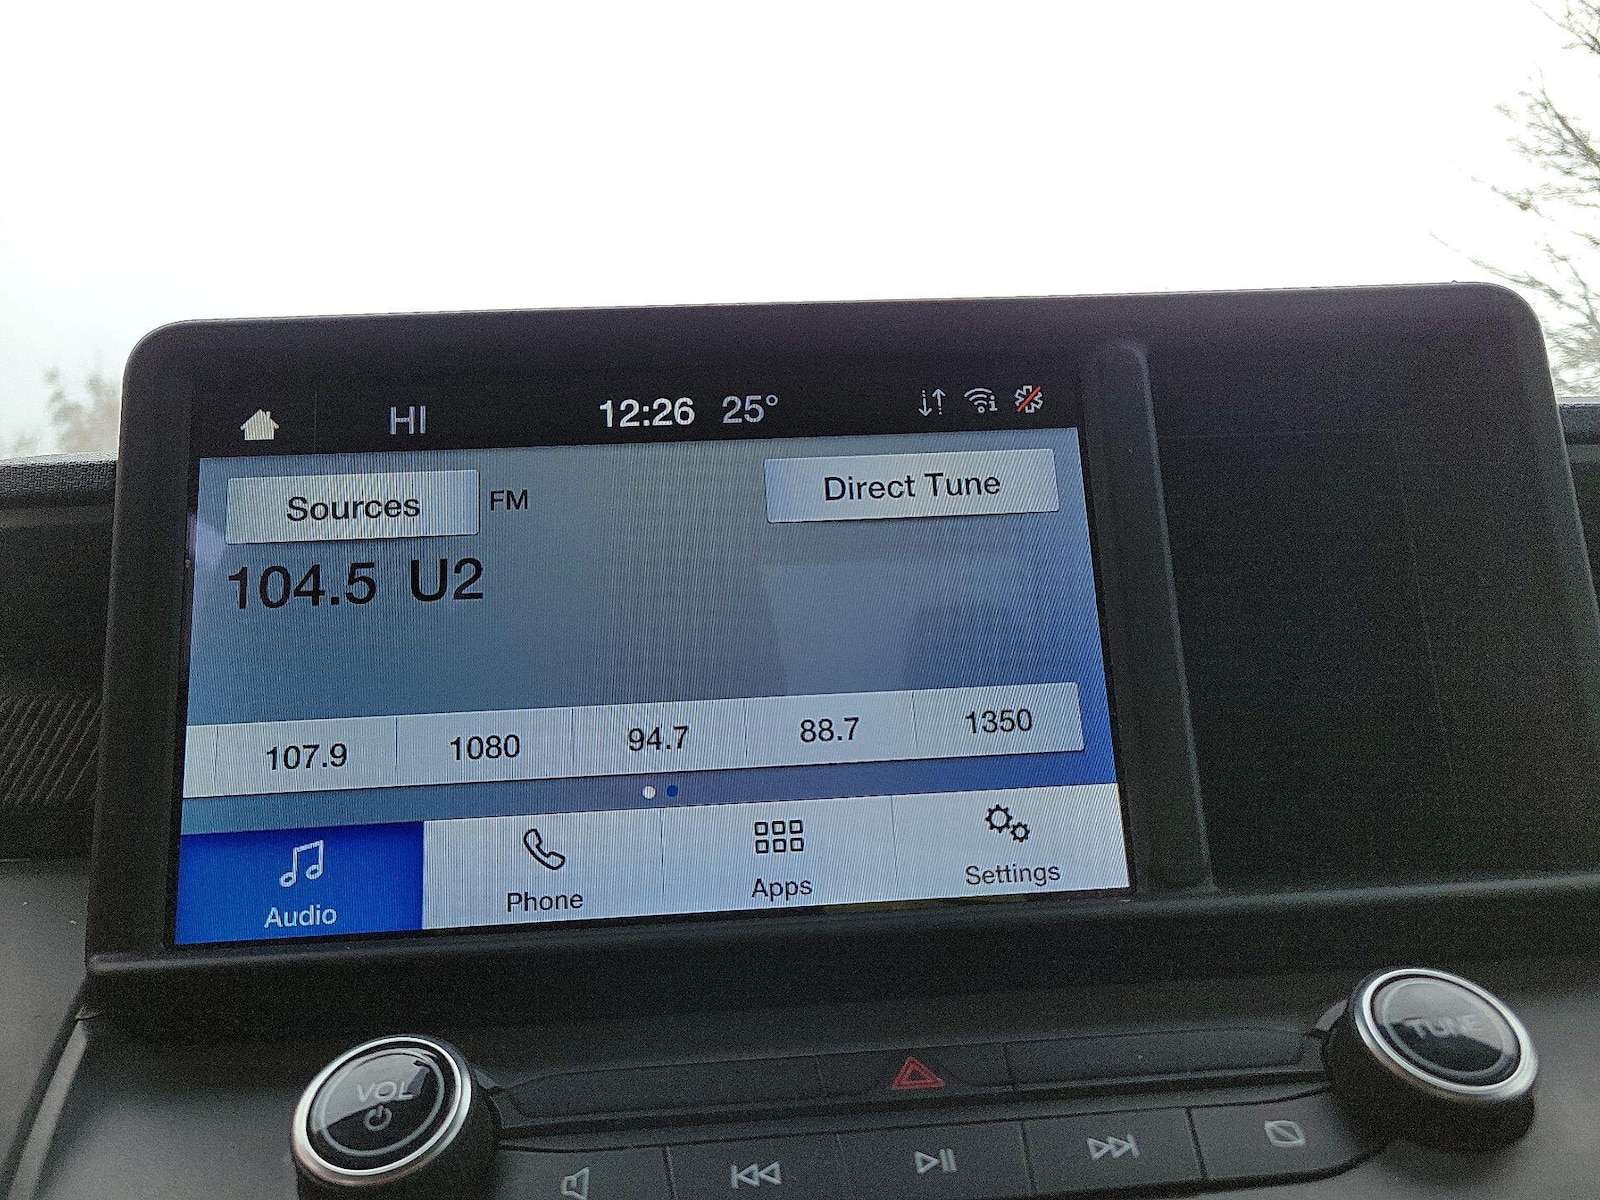 HI 12:26 25°
Sources FM Direct Tune
104.5 U2
107.9 1080 94.7 88.7 1350
Audio Phone Apps Settings
VOL TUNE